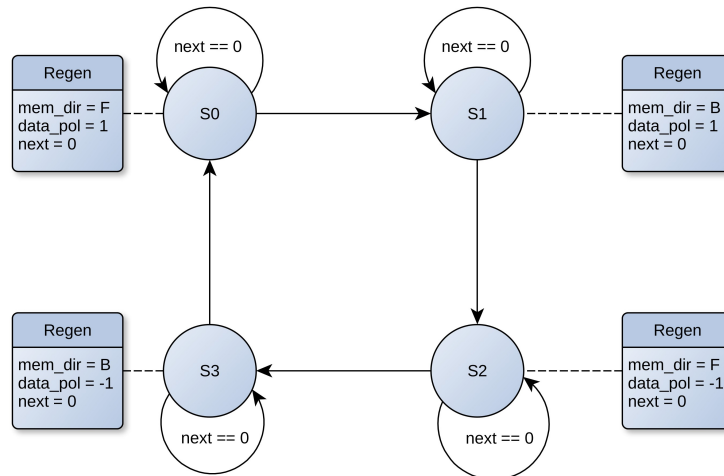 next == 0
next == 0
Regen
mem_dir = F
data_pol = 1
next = 0
S0
S1
Regen
mem_dir = B
data_pol = 1
next = 0
Regen
mem_dir = B
data_pol = -1
next = 0
S3
S2
Regen
mem_dir = F
data_pol = -1
next = 0
next == 0
next == 0